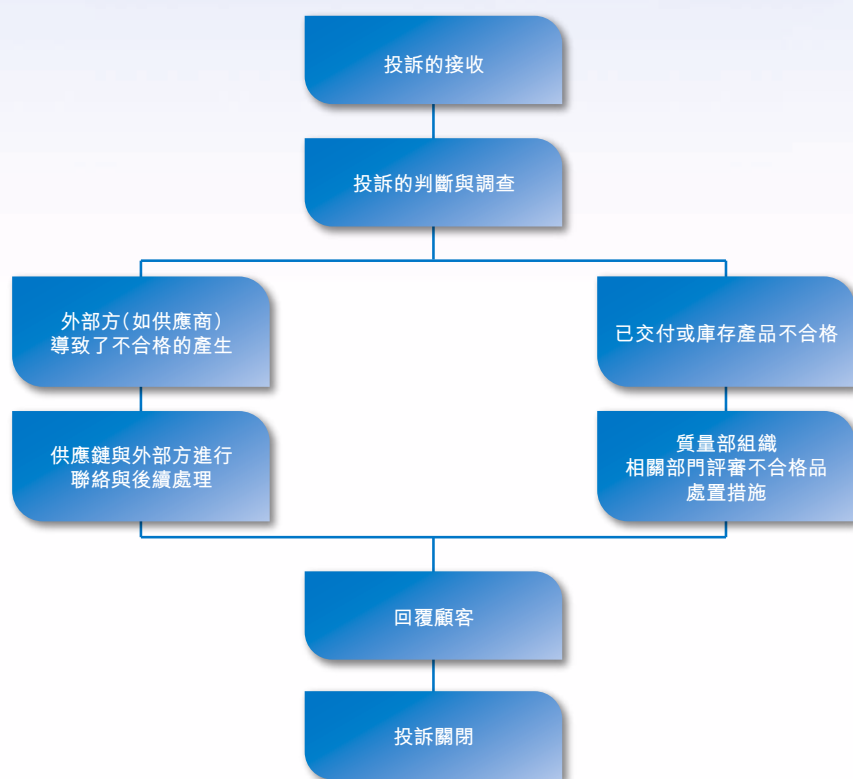 投訴的接收
投訴的判斷與調查
外部方(如供應商)
導致了不合格的產生
已交付或庫存產品不合格
供應鏈與外部方進行
聯絡與後續處理
質量部組織
相關部門評審不合格品
處置措施
回覆顧客
投訴關閉